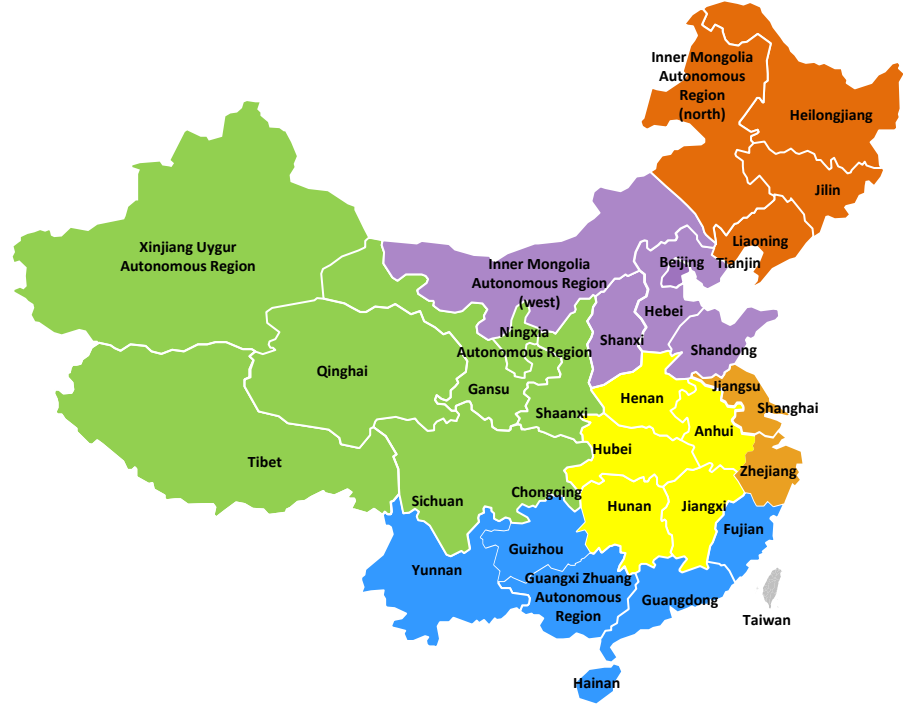 Inner Mongolia
Autonomous
Region
(north)
Heilongjiang
Jilin
Liaoning
Xinjiang Uygur
Autonomous Region
Beijing
Tianjin
Inner Mongolia
Autonomous Region
(west)
Hebei
Ningxia
Autonomous Region
Shanxi
Shandong
Qinghai
Gansu
Jiangsu
Henan
Shaanxi
Shanghai
Anhui
Hubei
Tibet
Zhejiang
Sichuan
Chongqing
Hunan
Jiangxi
Fujian
Guizhou
Yunnan
Guangxi Zhuang
Autonomous
Region
Guangdong
Taiwan
Hainan